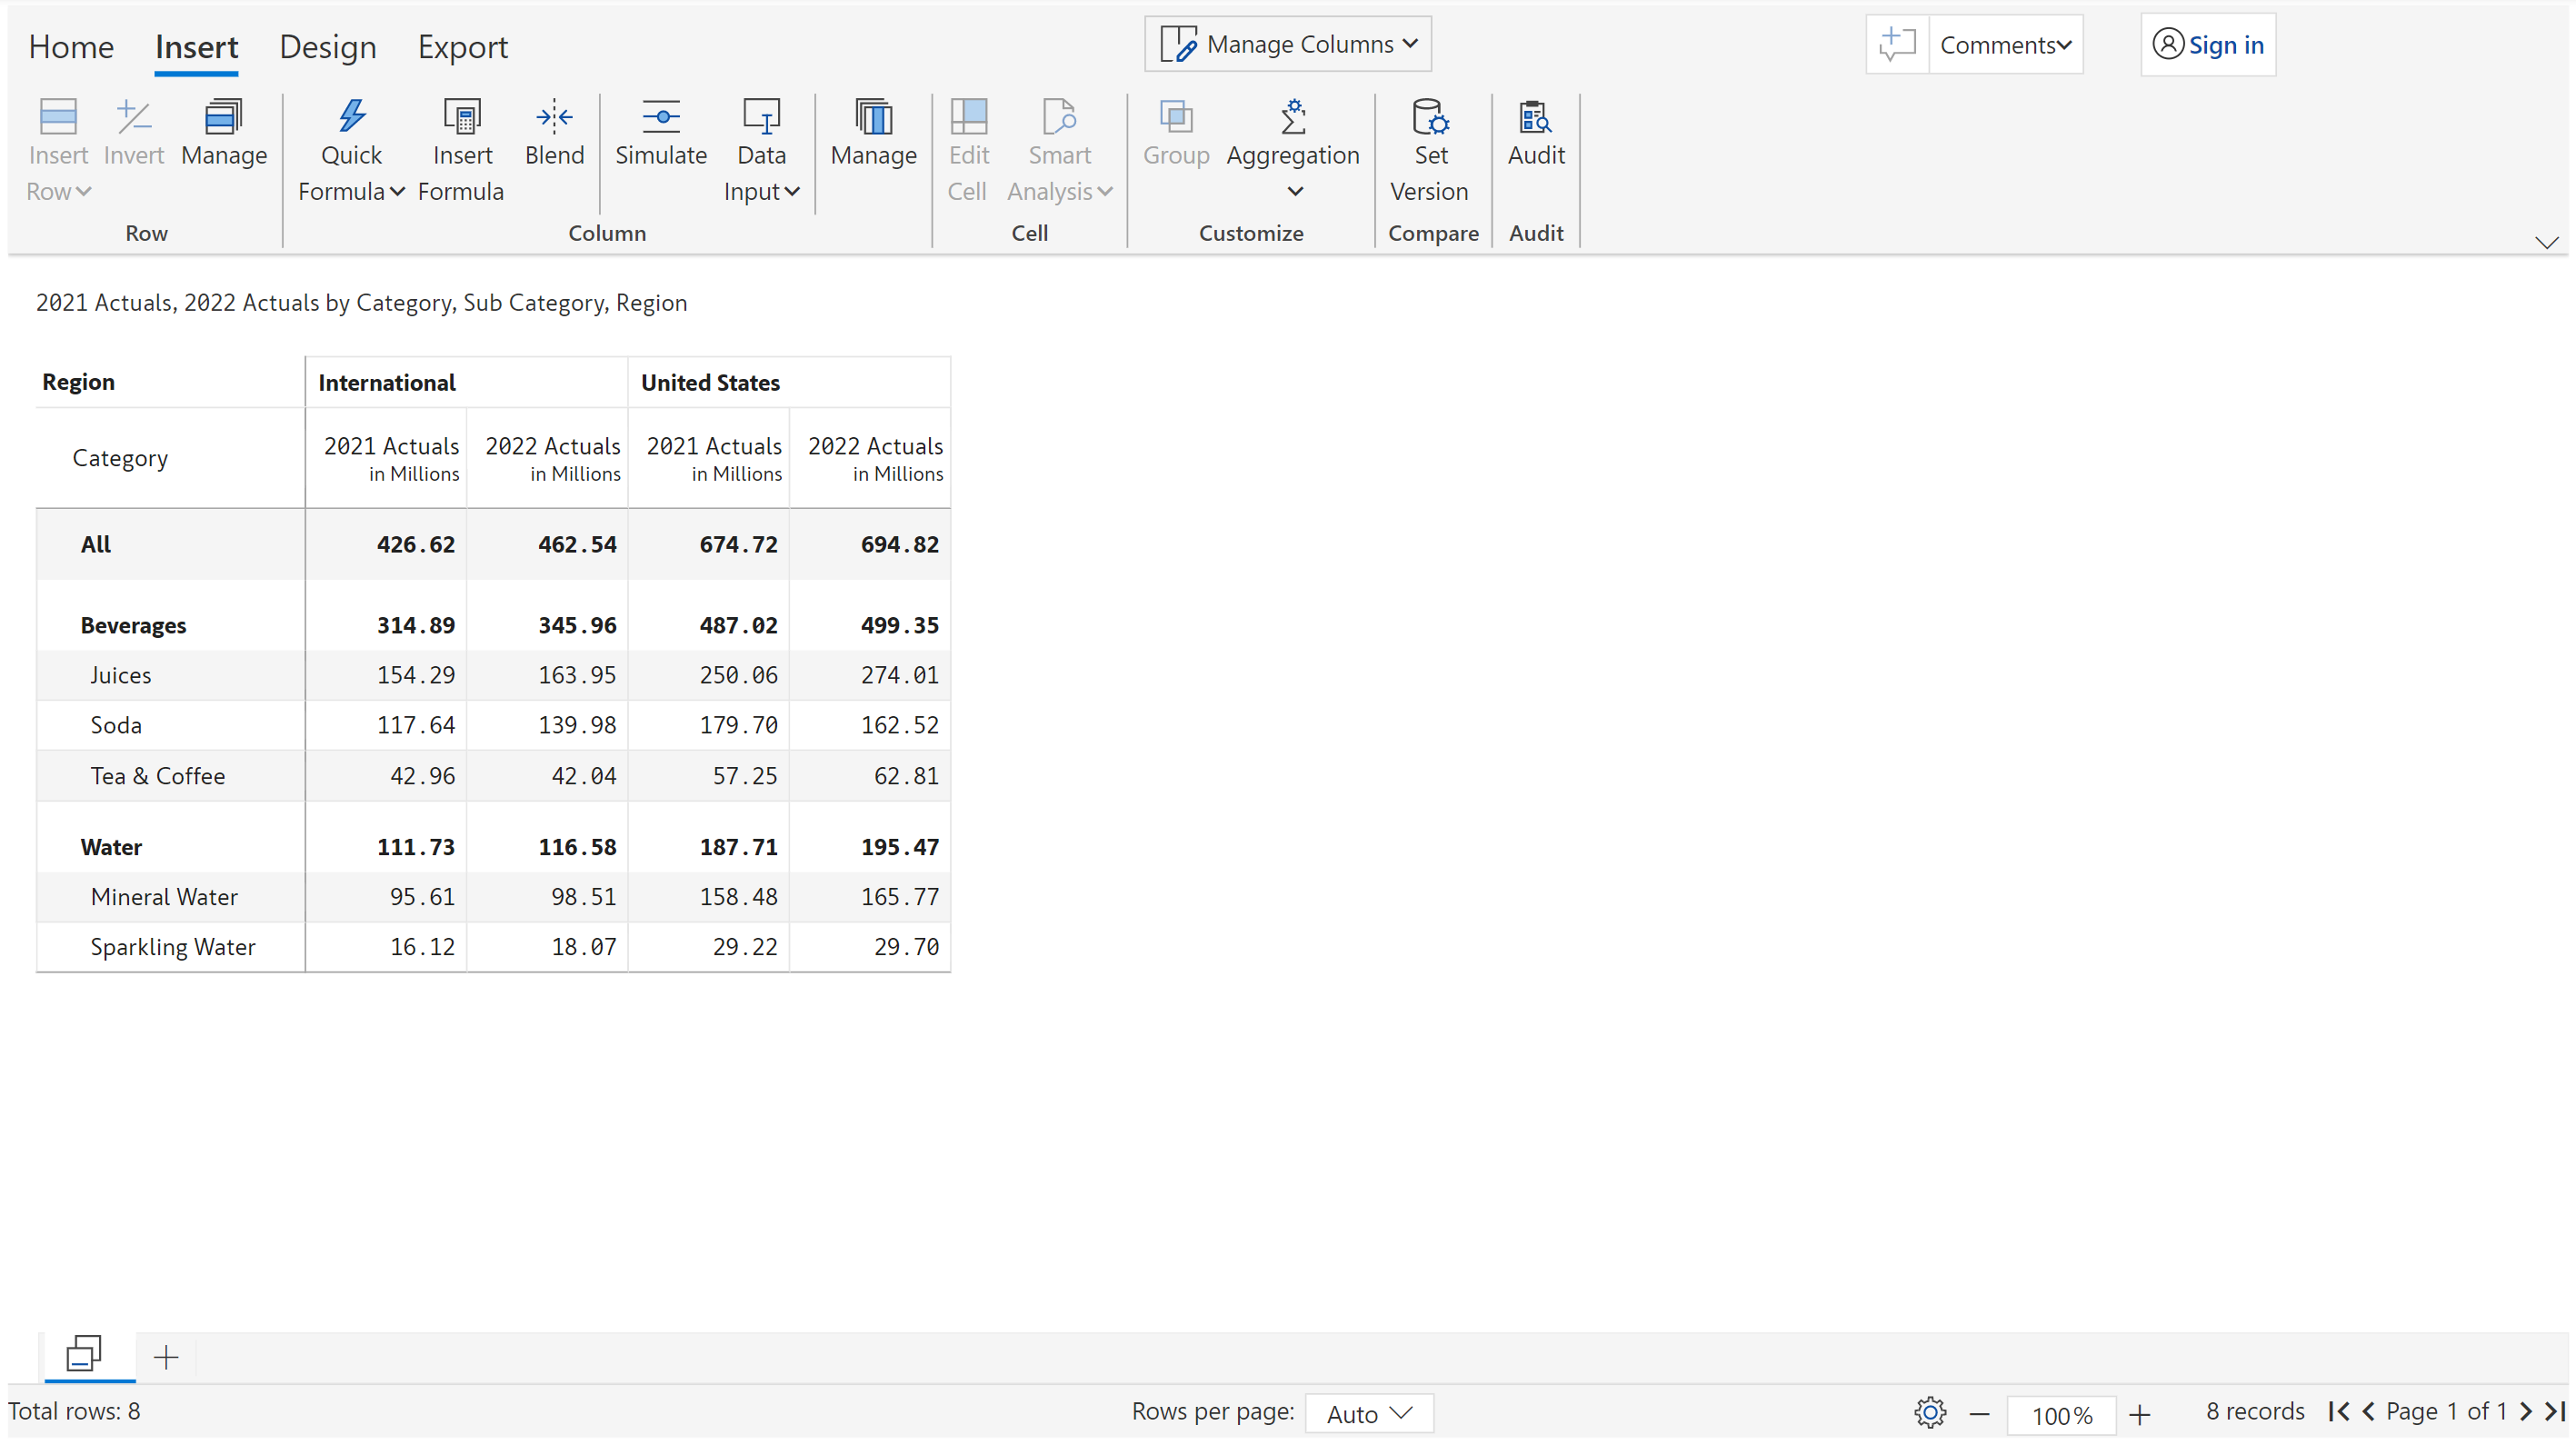 Home Insert Design Export Manage Columns Comments Sign in
Insert Invert Manage Quick Insert Blend Simulate Data Manage Edit Smart Group Aggregation Set Audit
Row Formula Formula Input Cell Analysis Version
Row Column Cell Customize Compare Audit
2021 Actuals, 2022 Actuals by Category, Sub Category, Region
Region International United States
Category 2021 Actuals 2022 Actuals 2021 Actuals 2022 Actuals
in Millions in Millions in Millions in Millions
All 426.62 462.54 674.72 694.82
Beverages 314.89 345.96 487.02 499.35
Juices 154.29 163.95 250.06 274.01
Soda 117.64 139.98 179.70 162.52
Tea & Coffee 42.96 42.04 57.25 62.81
Water 111.73 116.58 187.71 195.47
Mineral Water 95.61 98.51 158.48 165.77
Sparkling Water 16.12 18.07 29.22 29.70
Total rows: 8 Rows per page: Auto 100% 8 records Page 1 of 1